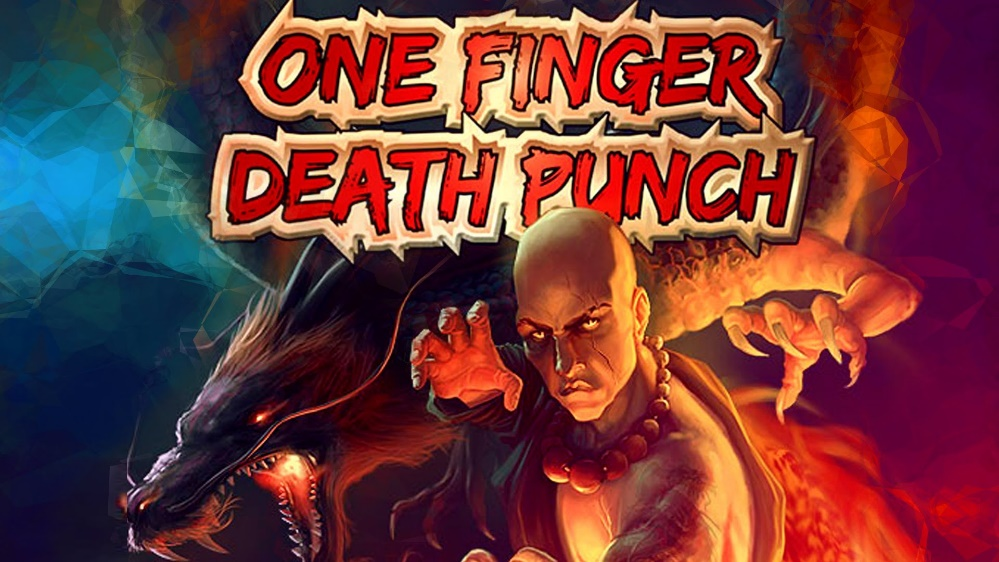 ONE FINGER
DEATH PUNCH